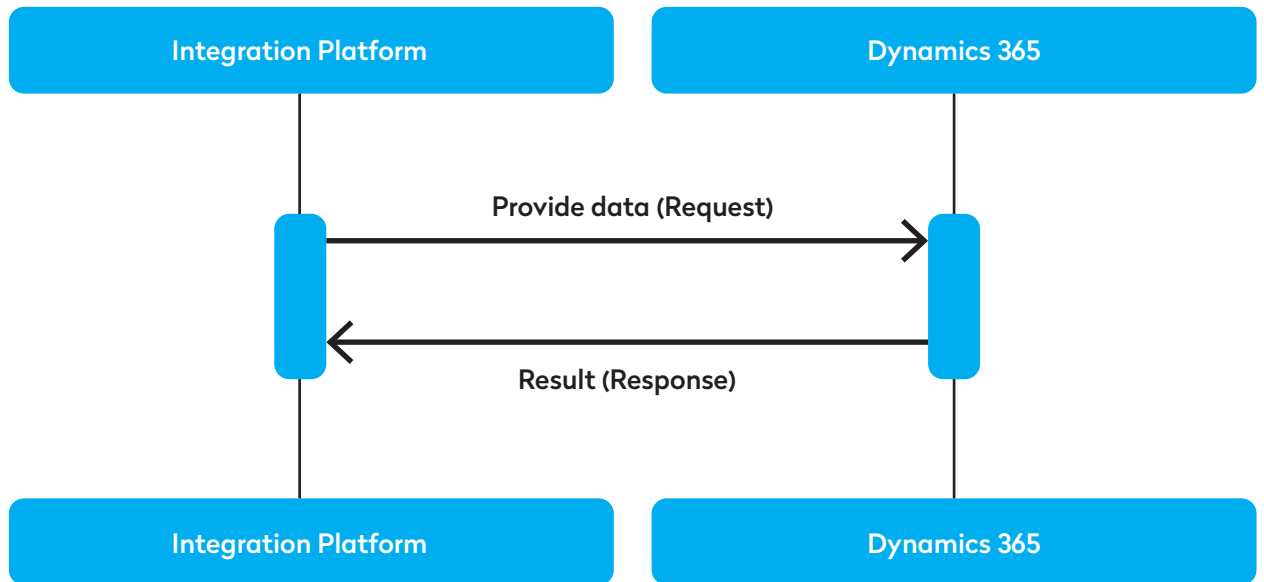 Integration Platform
Dynamics 365
Provide data (Request)
Result (Response)
Integration Platform
Dynamics 365